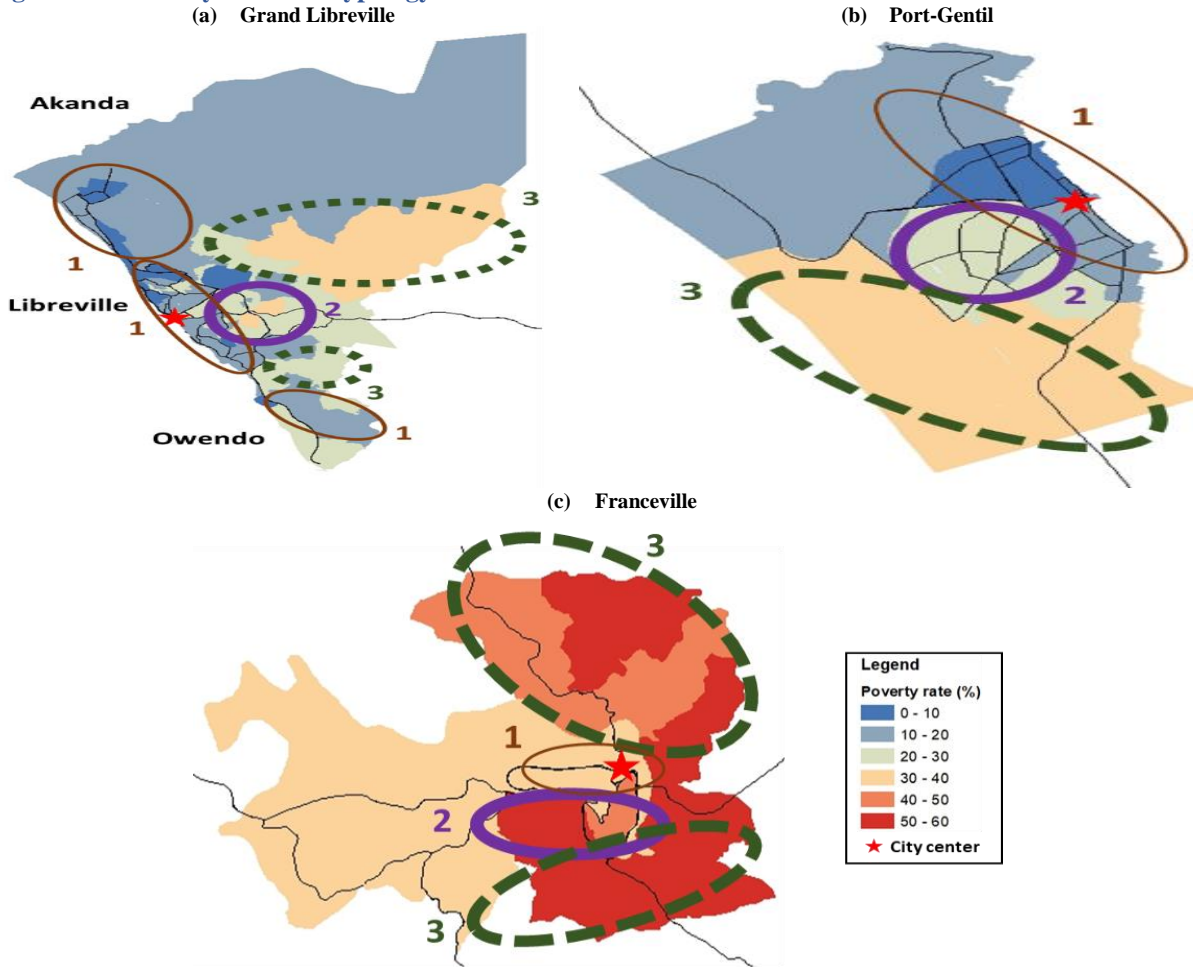 (a) Grand Libreville
(b) Port-Gentil
Akanda
1
3
Libreville
1
2
3
Owendo
1
1
2
3
(c) Franceville
3
1
2
3
Legend
Poverty rate (%)
0 - 10
10 - 20
20 - 30
30 - 40
40 - 50
50 - 60
City center